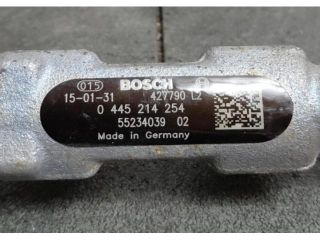 015 BOSCH
15-01-31 427790 L2
0 445 214 254
55234039 02
Made in Germany